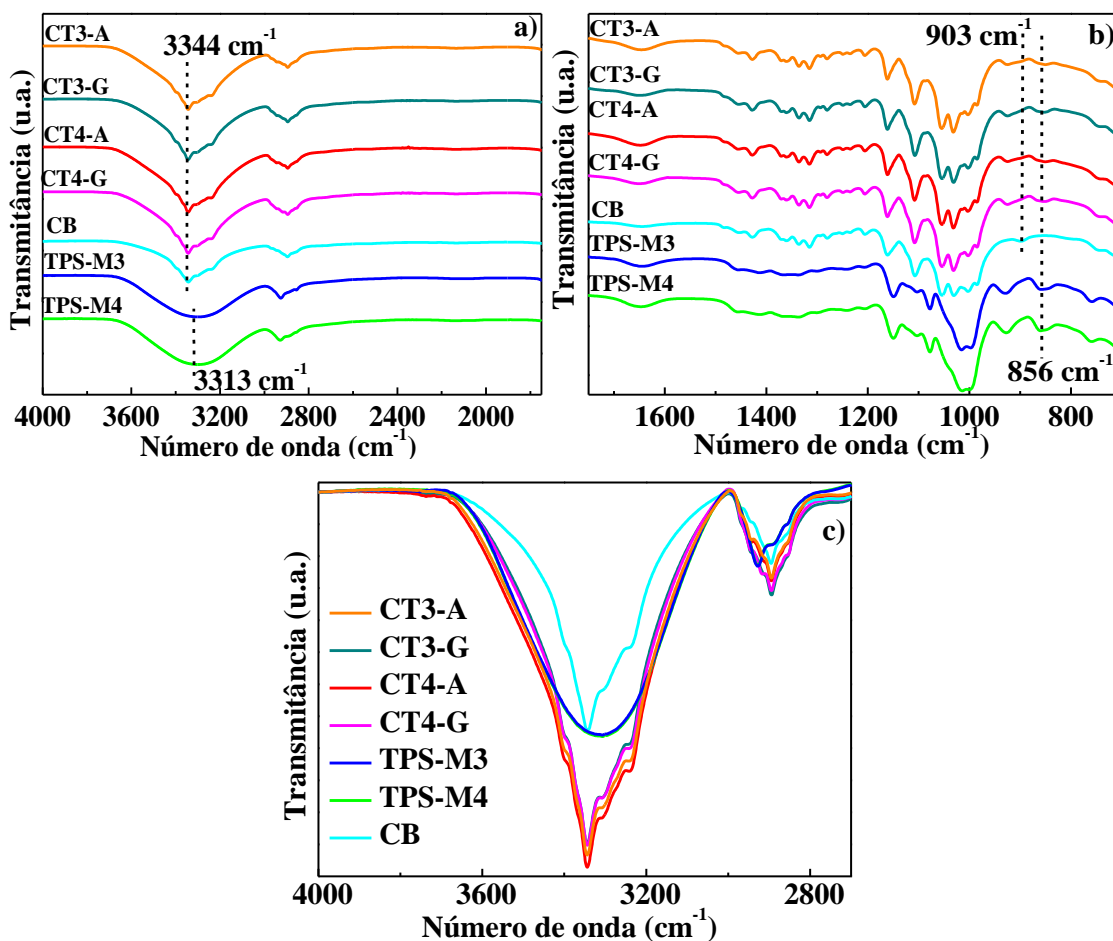 a)
3344 cm⁻¹
CT3-A
CT3-G
CT4-A
CT4-G
CB
TPS-M3
TPS-M4
3313 cm⁻¹
Transmitância (u.a.)
4000 3600 3200 2800 2400 2000
Número de onda (cm⁻¹)
b)
903 cm⁻¹
CT3-A
CT3-G
CT4-A
CT4-G
CB
TPS-M3
TPS-M4
856 cm⁻¹
Transmitância (u.a.)
1600 1400 1200 1000 800
Número de onda (cm⁻¹)
c)
Transmitância (u.a.)
CT3-A
CT3-G
CT4-A
CT4-G
TPS-M3
TPS-M4
CB
4000 3600 3200 2800
Número de onda (cm⁻¹)